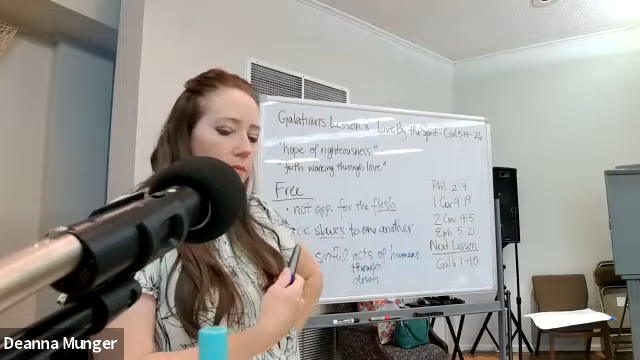 Galatians Lesson 8 Live By the Spirit - Gal 5:13-26
"hope of righteousness"
"faith working through love"
Free
• not opp. for the flesh
slaves to one another
sinful acts of humans
thoughts
desires
Phil 2:7
1 Cor 9:19
2 Cor 4:5
Eph 5:21
Next Lesson
Gal 6:1-10
Deanna Munger